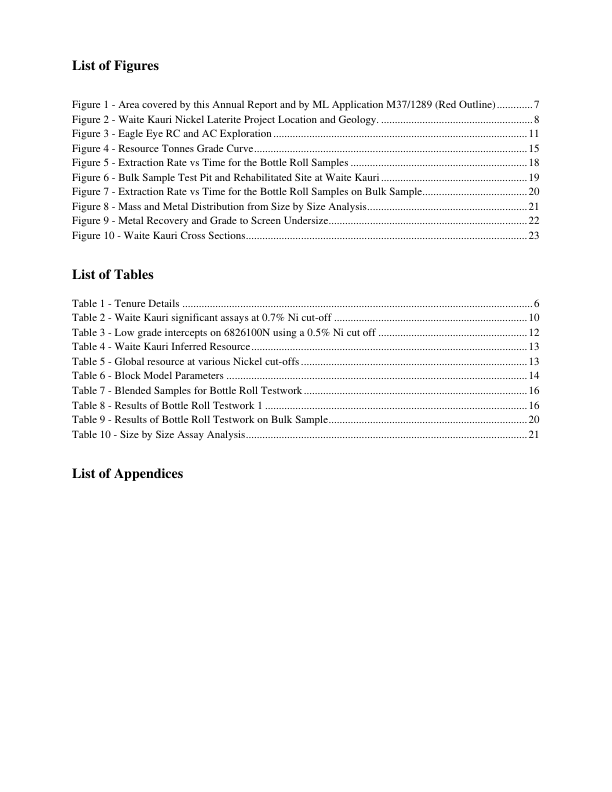 List of Figures
Figure 1 - Area covered by this Annual Report and by ML Application M37/1289 (Red Outline).............7
Figure 2 - Waite Kauri Nickel Laterite Project Location and Geology. ......................................................8
Figure 3 - Eagle Eye RC and AC Exploration.............................................................................................11
Figure 4 - Resource Tonnes Grade Curve....................................................................................................15
Figure 5 - Extraction Rate vs Time for the Bottle Roll Samples .................................................................18
Figure 6 - Bulk Sample Test Pit and Rehabilitated Site at Waite Kauri......................................................19
Figure 7 - Extraction Rate vs Time for the Bottle Roll Samples on Bulk Sample.......................................20
Figure 8 - Mass and Metal Distribution from Size by Size Analysis...........................................................21
Figure 9 - Metal Recovery and Grade to Screen Undersize.........................................................................22
Figure 10 - Waite Kauri Cross Sections.......................................................................................................23
List of Tables
Table 1 - Tenure Details ................................................................................................................................6
Table 2 - Waite Kauri significant assays at 0.7% Ni cut-off .......................................................................10
Table 3 - Low grade intercepts on 6826100N using a 0.5% Ni cut off .......................................................12
Table 4 - Waite Kauri Inferred Resource.....................................................................................................13
Table 5 - Global resource at various Nickel cut-offs...................................................................................13
Table 6 - Block Model Parameters ..............................................................................................................14
Table 7 - Blended Samples for Bottle Roll Testwork..................................................................................16
Table 8 - Results of Bottle Roll Testwork 1 ................................................................................................16
Table 9 - Results of Bottle Roll Testwork on Bulk Sample.........................................................................20
Table 10 - Size by Size Assay Analysis.......................................................................................................21
List of Appendices